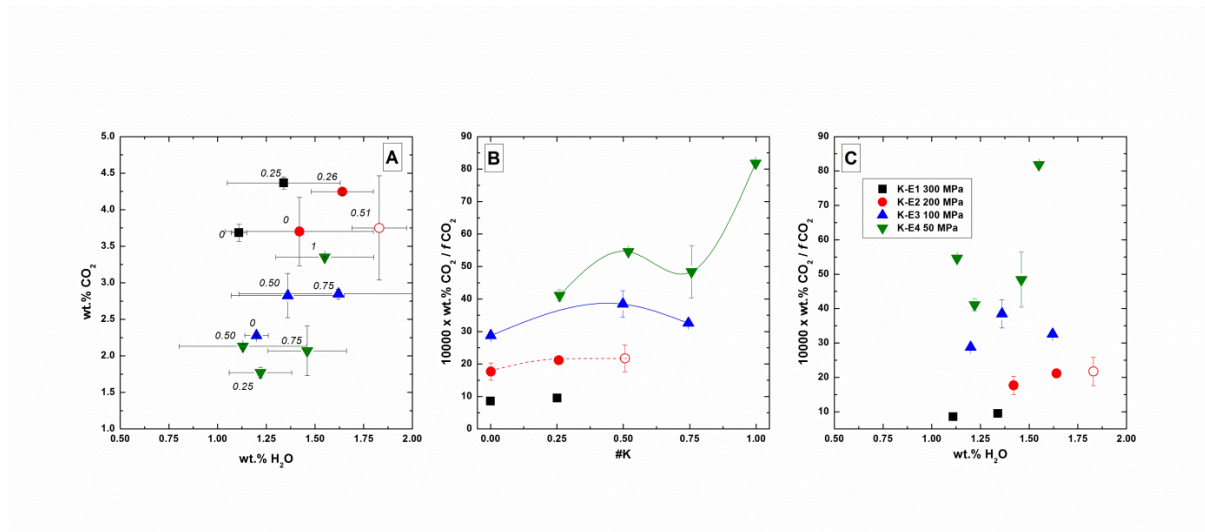 A
5.0
4.5
4.0
3.5
3.0
2.5
2.0
1.5
1.0
wt.% CO2
0.25
0.26
0
0
0.51
1
0.50
0.75
0
0.50
0.75
0.25
0.50 0.75 1.00 1.25 1.50 1.75 2.00
wt.% H2O
B
90
80
70
60
50
40
30
20
10
0
10000 x wt.% CO2 / f CO2
0.00 0.25 0.50 0.75 1.00
#K
C
90
80
70
60
50
40
30
20
10
10000 x wt.% CO2 / f CO2
K-E1 300 MPa
K-E2 200 MPa
K-E3 100 MPa
K-E4 50 MPa
0.50 0.75 1.00 1.25 1.50 1.75 2.00
wt.% H2O